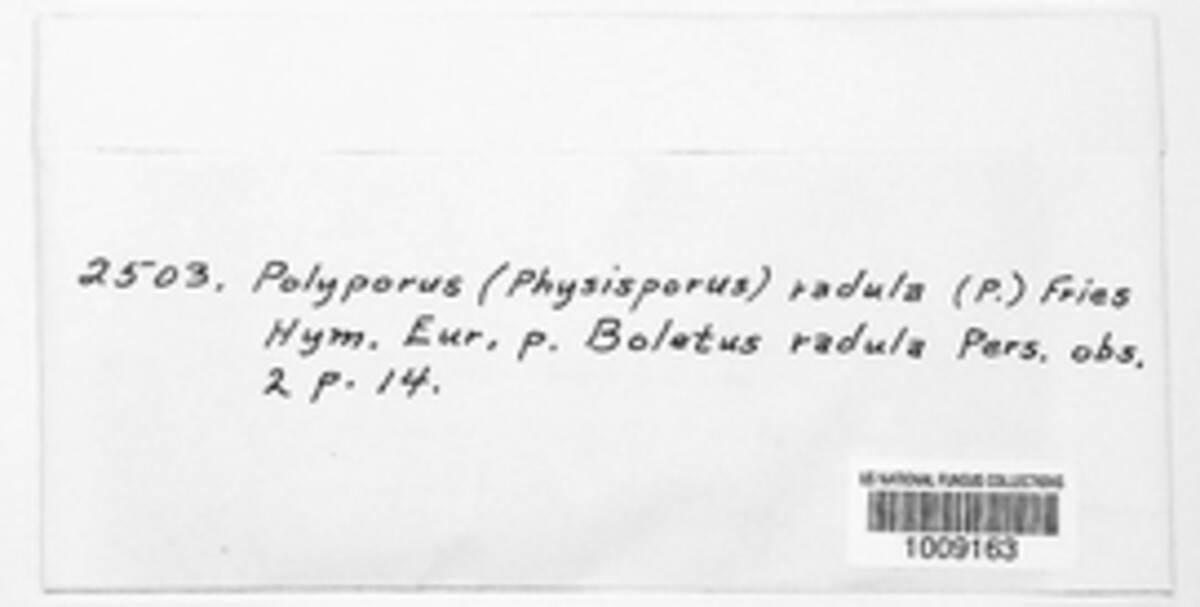 2503. Polyporus (Physisporus) radula (P.) Fries
Hym. Eur. p. Boletus radula Pers. obs.
2 p. 14.
US NATIONAL FUNGUS COLLECTIONS
1009163